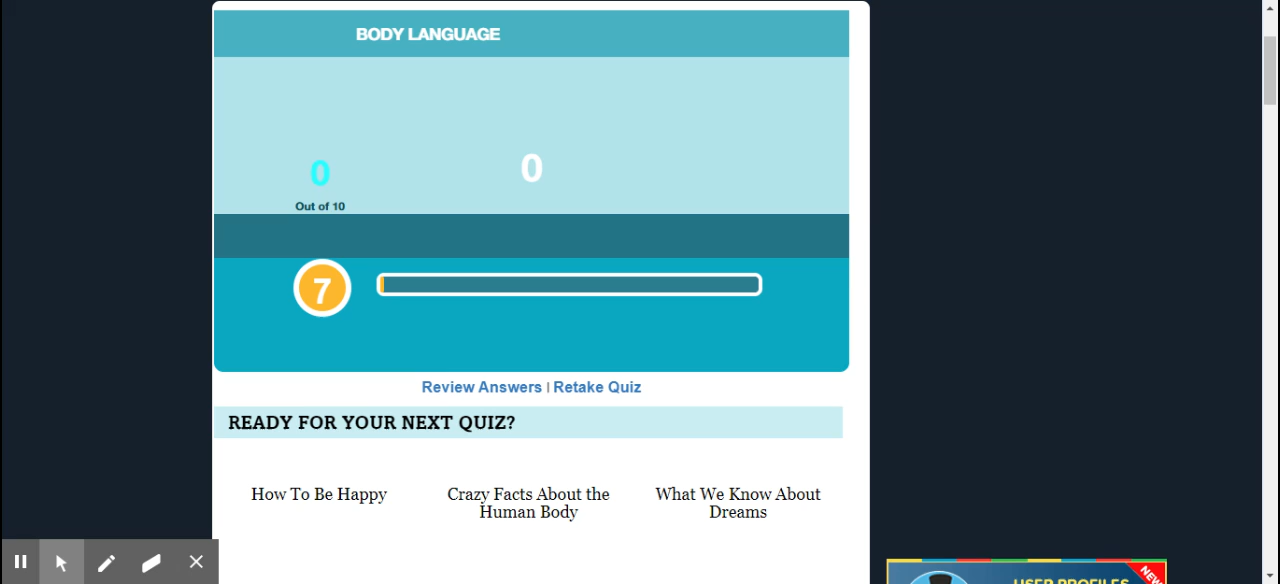 BODY LANGUAGE
0
0
Out of 10
7
Review Answers | Retake Quiz
READY FOR YOUR NEXT QUIZ?
How To Be Happy
Crazy Facts About the
Human Body
What We Know About
Dreams
USER PROFILES
NEW